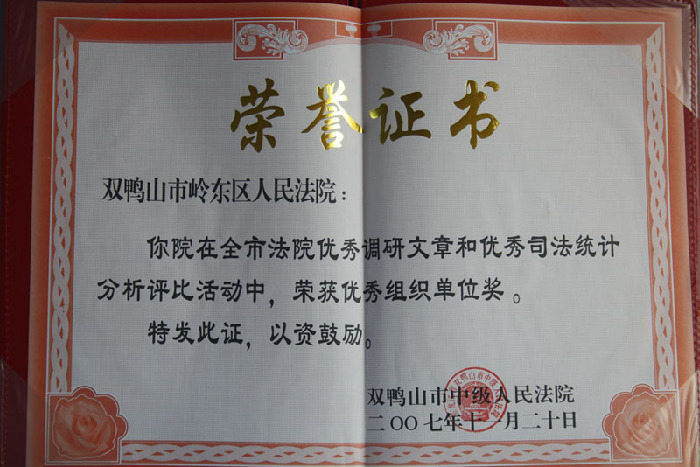 荣誉证书
双鸭山市岭东区人民法院：
你院在全市法院优秀调研文章和优秀司法统计
分析评比活动中，荣获优秀组织单位奖。
特发此证，以资鼓励。
双鸭山市中级人民法院
二〇〇七年十一月二十日